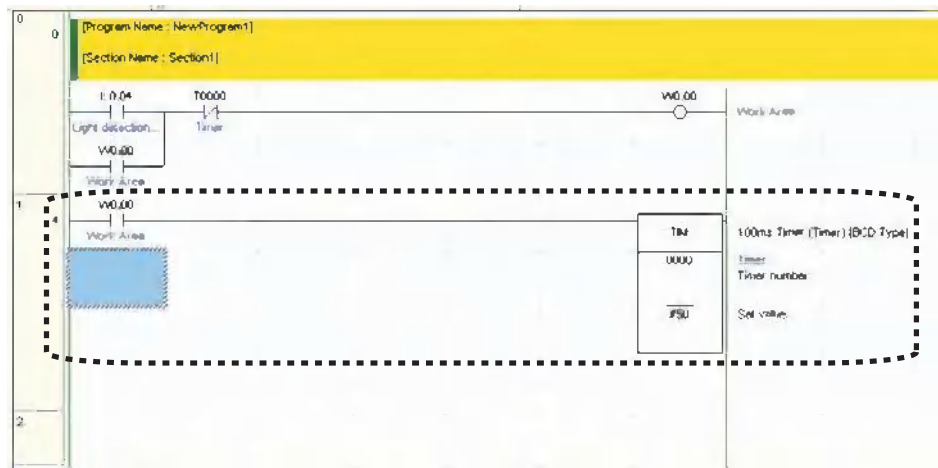 0
0
[Program Name : NewProgram1]
[Section Name : Section1]
I: 0.04 T0000 W0.00
Light detection... Timer Work Area
W0.00
Work Area
1
4
W0.00
Work Area
TIM 100ms Timer (Timer) [BCD Type]
0000 Timer
Timer number
#50 Set value
2